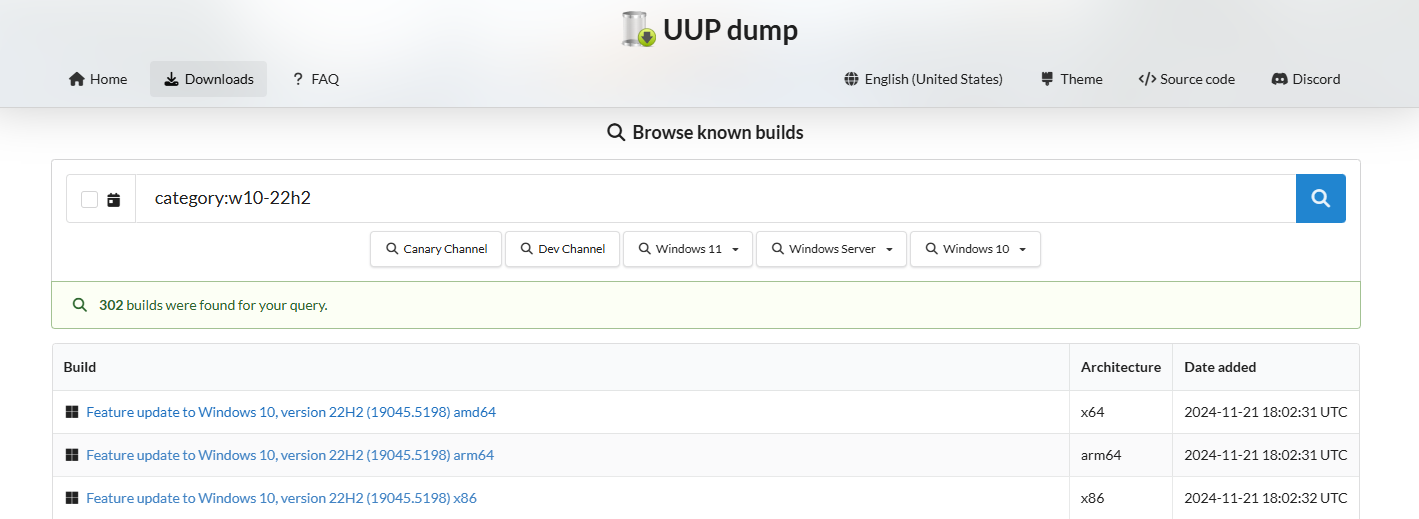 UUP dump
Home Downloads ? FAQ English (United States) Theme </> Source code Discord
Browse known builds
category:w10-22h2
Canary Channel Dev Channel Windows 11 Windows Server Windows 10
302 builds were found for your query.
Build Architecture Date added
Feature update to Windows 10, version 22H2 (19045.5198) amd64 x64 2024-11-21 18:02:31 UTC
Feature update to Windows 10, version 22H2 (19045.5198) arm64 arm64 2024-11-21 18:02:31 UTC
Feature update to Windows 10, version 22H2 (19045.5198) x86 x86 2024-11-21 18:02:32 UTC